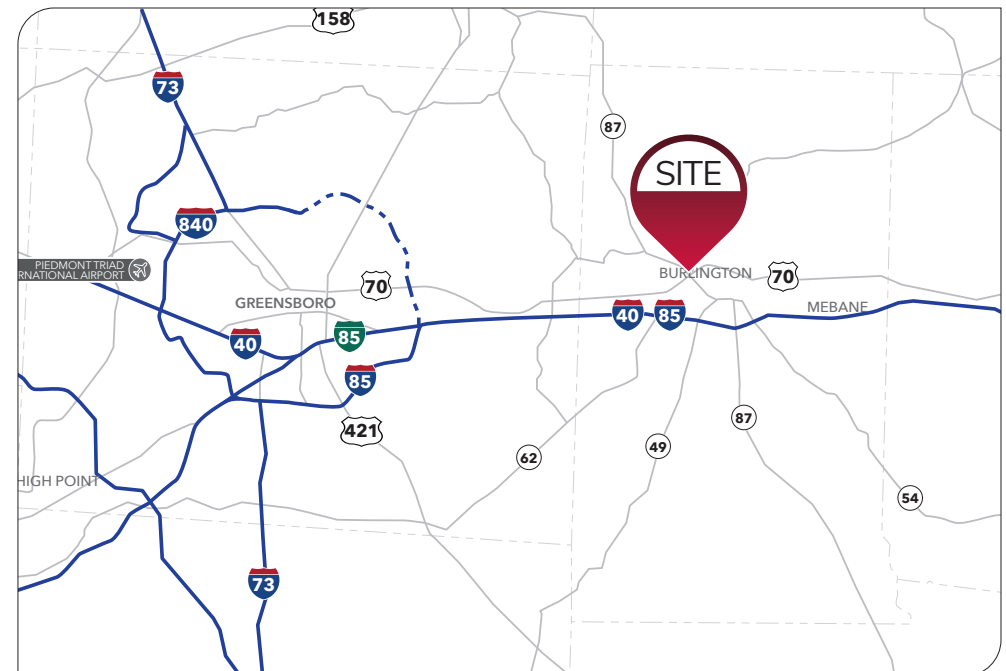 158
73
87
SITE
840
PIEDMONT TRIAD
RNATIONAL AIRPORT
BURLINGTON
70
70
GREENSBORO
MEBANE
40
85
40
85
85
87
421
49
62
HIGH POINT
54
73